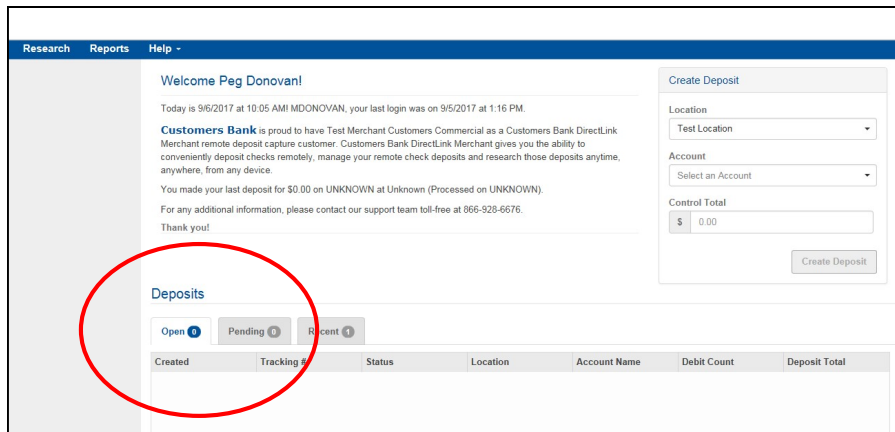 Research Reports Help
Welcome Peg Donovan!
Today is 9/6/2017 at 10:05 AM! MDONOVAN, your last login was on 9/5/2017 at 1:16 PM.
Customers Bank is proud to have Test Merchant Customers Commercial as a Customers Bank DirectLink
Merchant remote deposit capture customer. Customers Bank DirectLink Merchant gives you the ability to
conveniently deposit checks remotely, manage your remote check deposits and research those deposits anytime,
anywhere, from any device.
You made your last deposit for $0.00 on UNKNOWN at Unknown (Processed on UNKNOWN).
For any additional information, please contact our support team toll-free at 866-928-6676.
Thank you!
Create Deposit
Location
Test Location
Account
Select an Account
Control Total
$ 0.00
Create Deposit
Deposits
Open 0 Pending 0 Recent 1
Created Tracking # Status Location Account Name Debit Count Deposit Total